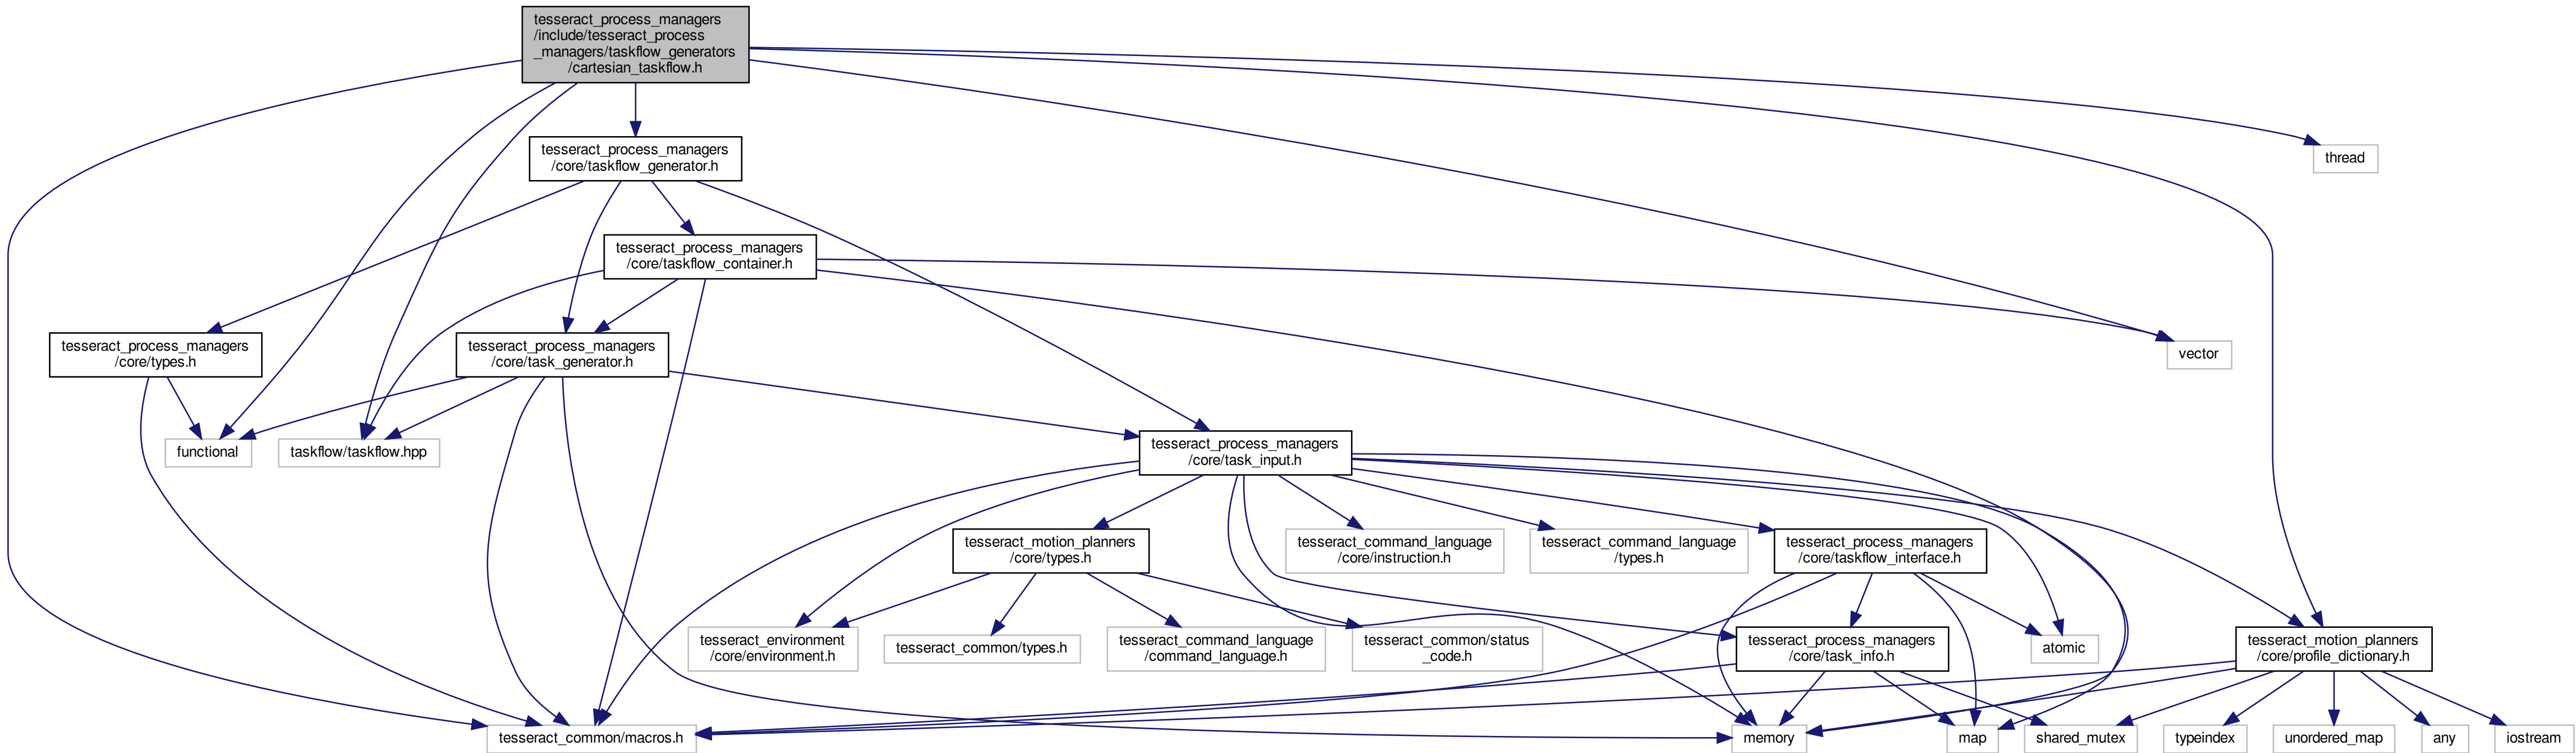 tesseract_process_managers
/include/tesseract_process
_managers/taskflow_generators
/cartesian_taskflow.h
tesseract_process_managers
/core/taskflow_generator.h
thread
tesseract_process_managers
/core/taskflow_container.h
tesseract_process_managers
/core/types.h
tesseract_process_managers
/core/task_generator.h
vector
functional
taskflow/taskflow.hpp
tesseract_process_managers
/core/task_input.h
tesseract_motion_planners
/core/types.h
tesseract_command_language
/core/instruction.h
tesseract_command_language
/types.h
tesseract_process_managers
/core/taskflow_interface.h
tesseract_environment
/core/environment.h
tesseract_common/types.h
tesseract_command_language
/command_language.h
tesseract_common/status
_code.h
tesseract_process_managers
/core/task_info.h
atomic
tesseract_motion_planners
/core/profile_dictionary.h
tesseract_common/macros.h
memory
map
shared_mutex
typeindex
unordered_map
any
iostream